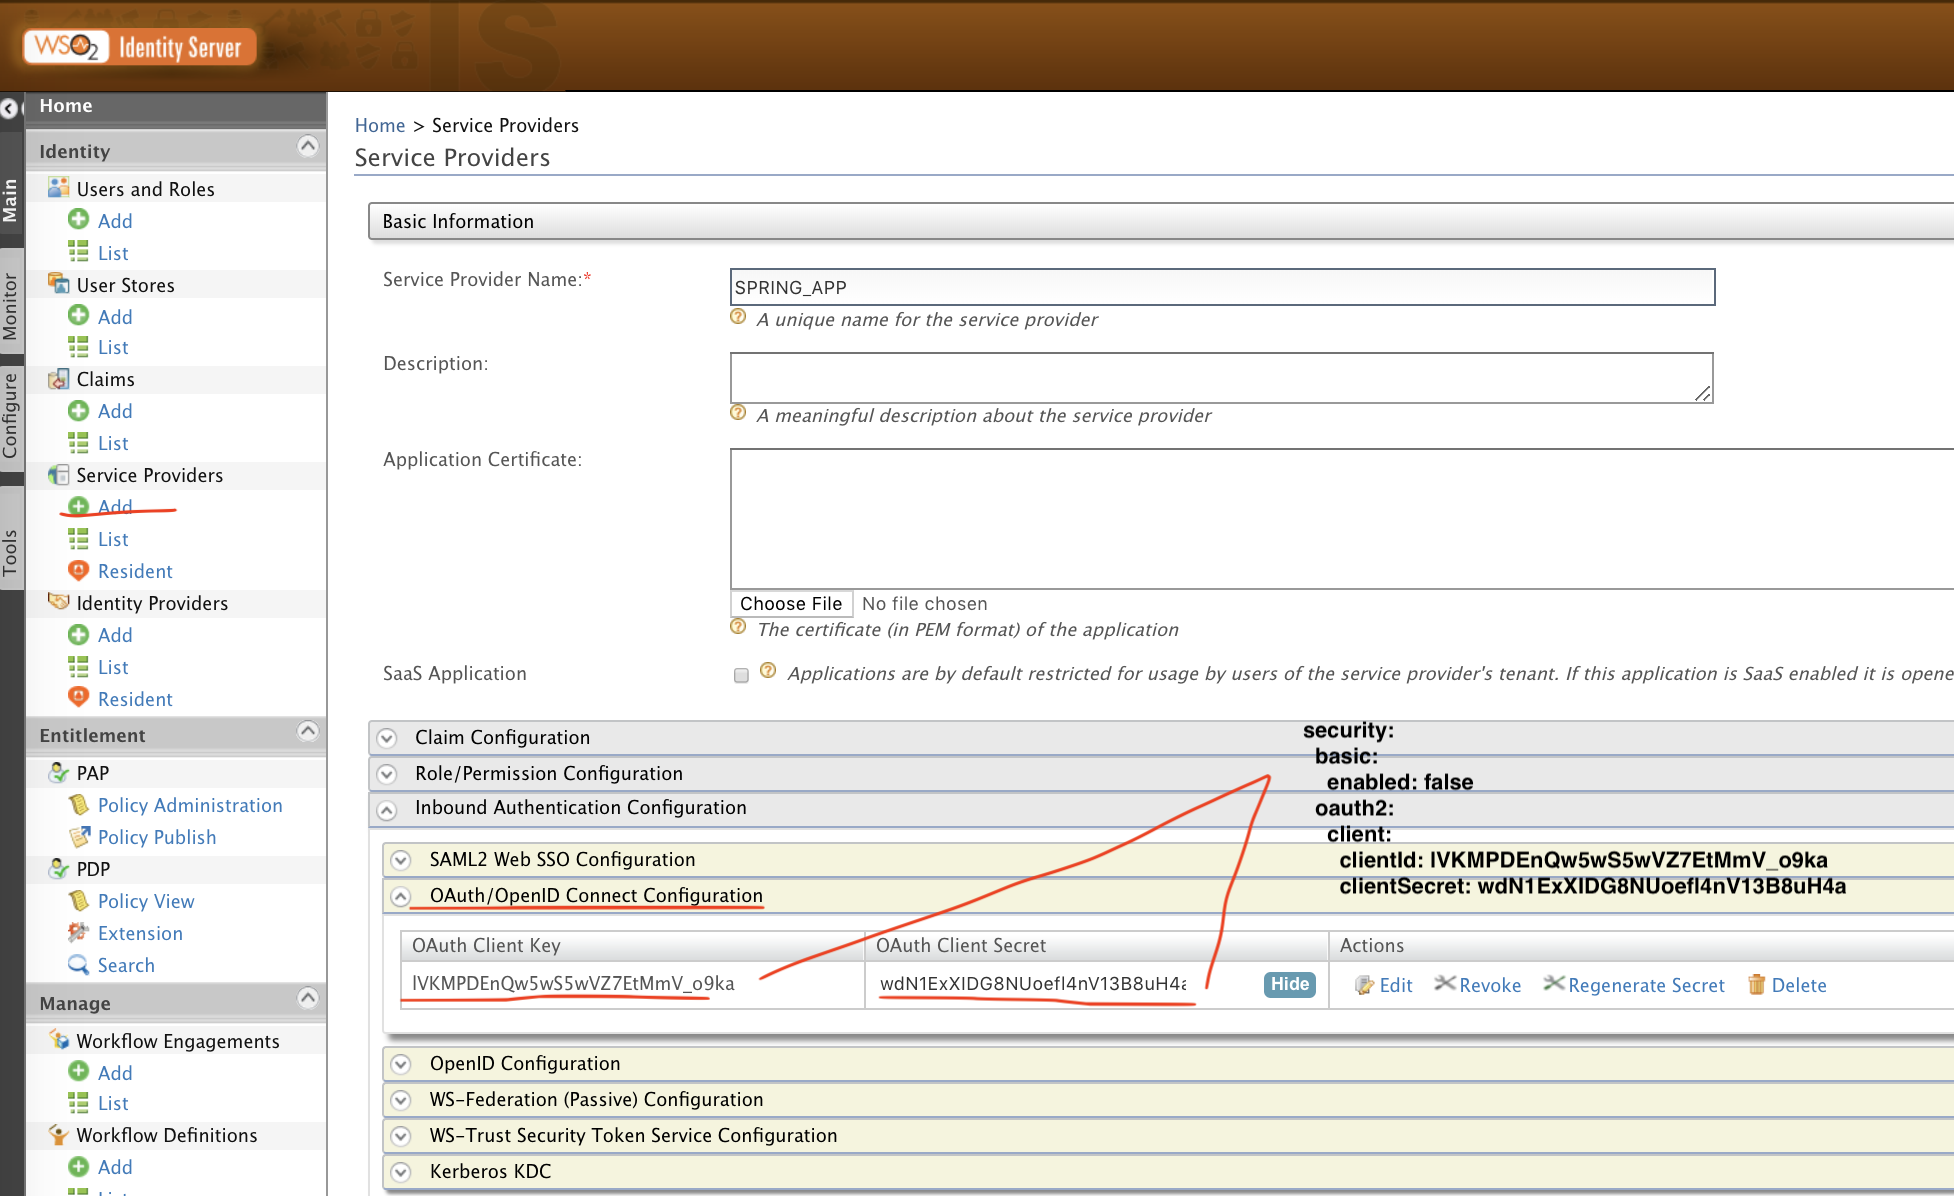 WSO2 Identity Server
Home
Identity
Users and Roles
Add
List
User Stores
Add
List
Claims
Add
List
Service Providers
Add
List
Resident
Identity Providers
Add
List
Resident
Entitlement
PAP
Policy Administration
Policy Publish
PDP
Policy View
Extension
Search
Manage
Workflow Engagements
Add
List
Workflow Definitions
Add
Main
Monitor
Configure
Tools
Home > Service Providers
Service Providers
Basic Information
Service Provider Name:*
SPRING_APP
A unique name for the service provider
Description:
A meaningful description about the service provider
Application Certificate:
Choose File No file chosen
The certificate (in PEM format) of the application
SaaS Application
Applications are by default restricted for usage by users of the service provider's tenant. If this application is SaaS enabled it is opene
Claim Configuration
Role/Permission Configuration
Inbound Authentication Configuration
security:
basic:
enabled: false
oauth2:
client:
clientId: lVKMPDEnQw5wS5wVZ7EtMmV_o9ka
clientSecret: wdN1ExXIDG8NUoefI4nV13B8uH4a
SAML2 Web SSO Configuration
OAuth/OpenID Connect Configuration
OAuth Client Key OAuth Client Secret Actions
lVKMPDEnQw5wS5wVZ7EtMmV_o9ka wdN1ExXIDG8NUoefI4nV13B8uH4a Hide Edit Revoke Regenerate Secret Delete
OpenID Configuration
WS-Federation (Passive) Configuration
WS-Trust Security Token Service Configuration
Kerberos KDC